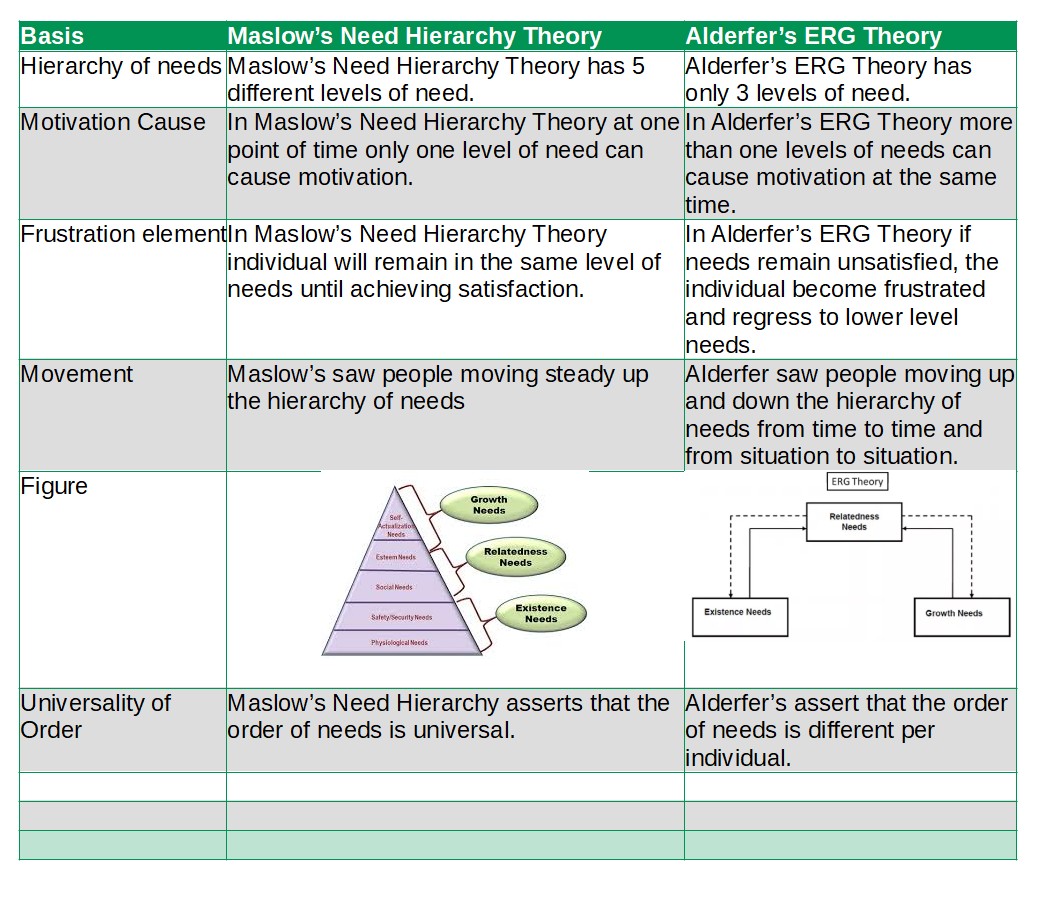 Basis Maslow’s Need Hierarchy Theory Alderfer’s ERG Theory
Hierarchy of needs
Maslow’s Need Hierarchy Theory has 5
different levels of need.
Alderfer’s ERG Theory has
only 3 levels of need.
Motivation Cause
In Maslow’s Need Hierarchy Theory at one
point of time only one level of need can
cause motivation.
In Alderfer’s ERG Theory more
than one levels of needs can
cause motivation at the same
time.
Frustration element
In Maslow’s Need Hierarchy Theory
individual will remain in the same level of
needs until achieving satisfaction.
In Alderfer’s ERG Theory if
needs remain unsatisfied, the
individual become frustrated
and regress to lower level
needs.
Movement
Maslow’s saw people moving steady up
the hierarchy of needs
Alderfer saw people moving up
and down the hierarchy of
needs from time to time and
from situation to situation.
Figure
Self-
Actualization
Needs
Esteem Needs
Social Needs
Safety/Security Needs
Physiological Needs
Growth
Needs
Relatedness
Needs
Existence
Needs
ERG Theory
Relatedness
Needs
Existence Needs
Growth Needs
Universality of
Order
Maslow’s Need Hierarchy asserts that the
order of needs is universal.
Alderfer’s assert that the order
of needs is different per
individual.